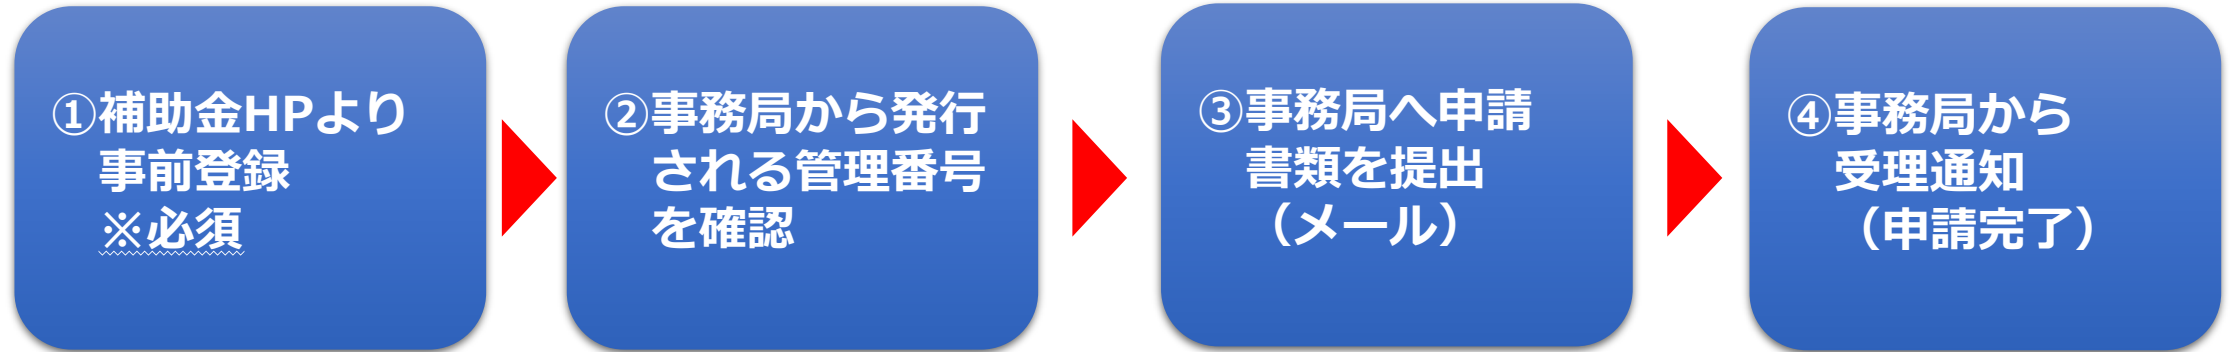 ①補助金HPより
事前登録
※必須
②事務局から発行
される管理番号
を確認
③事務局へ申請
書類を提出
（メール）
④事務局から
受理通知
（申請完了）